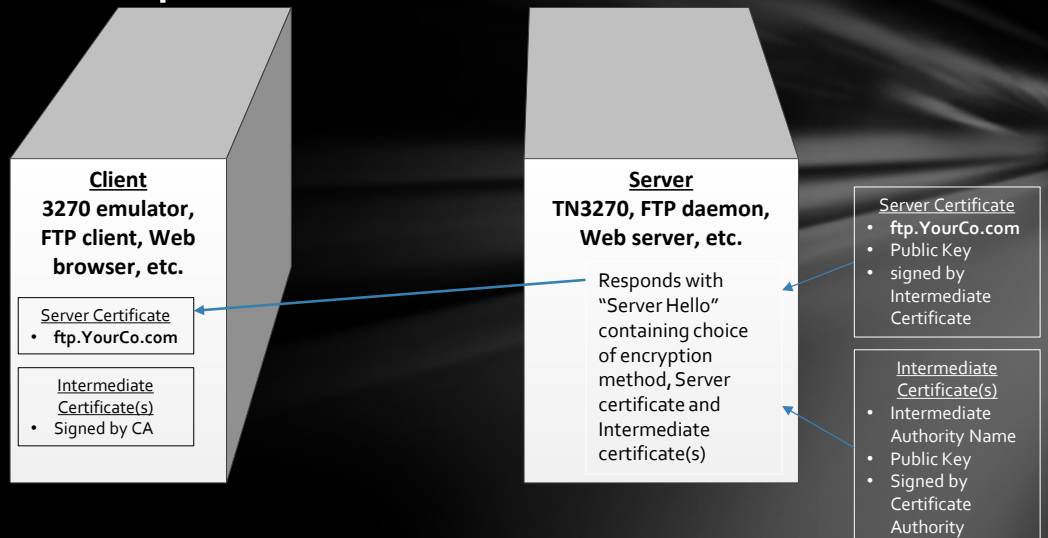 Client
3270 emulator,
FTP client, Web
browser, etc.
Server Certificate
• ftp.YourCo.com
Intermediate
Certificate(s)
• Signed by CA
Server
TN3270, FTP daemon,
Web server, etc.
Responds with
“Server Hello”
containing choice
of encryption
method, Server
certificate and
Intermediate
certificate(s)
Server Certificate
• ftp.YourCo.com
• Public Key
• signed by
Intermediate
Certificate
Intermediate
Certificate(s)
• Intermediate
Authority Name
• Public Key
• Signed by
Certificate
Authority